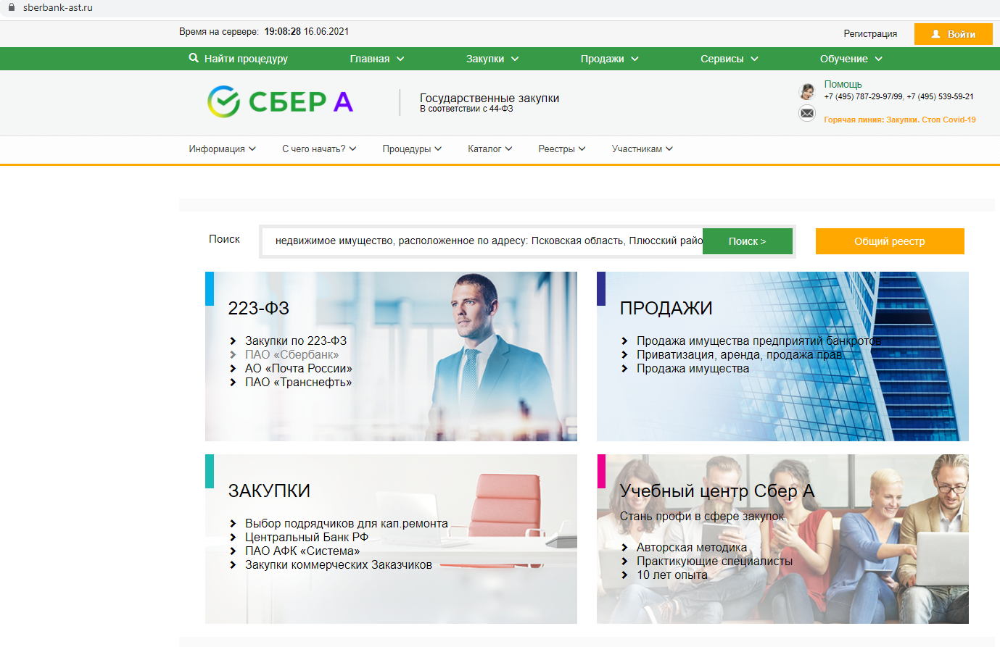 sberbank-ast.ru
Время на сервере: 19:08:28 16.06.2021
Регистрация
Войти
Найти процедуру
Главная
Закупки
Продажи
Сервисы
Обучение
СБЕР А
Государственные закупки
В соответствии с 44-ФЗ
Помощь
+7 (495) 787-29-97/99, +7 (495) 539-59-21
Горячая линия: Закупки. Стоп Covid-19
Информация
С чего начать?
Процедуры
Каталог
Реестры
Участникам
Поиск
недвижимое имущество, расположенное по адресу: Псковская область, Плюсский райо
Поиск >
Общий реестр
223-ФЗ
Закупки по 223-ФЗ
ПАО «Сбербанк»
АО «Почта России»
ПАО «Транснефть»
ПРОДАЖИ
Продажа имущества предприятий банкротов
Приватизация, аренда, продажа прав
Продажа имущества
ЗАКУПКИ
Выбор подрядчиков для кап.ремонта
Центральный Банк РФ
ПАО АФК «Система»
Закупки коммерческих Заказчиков
Учебный центр Сбер А
Стань профи в сфере закупок
Авторская методика
Практикующие специалисты
10 лет опыта